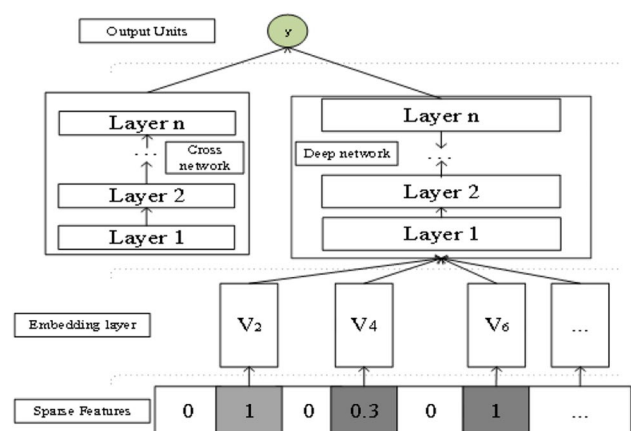 Output Units
y
Layer n
Layer n
...
Cross
network
Deep network
...
Layer 2
Layer 2
Layer 1
Layer 1
Embedding layer
V2
V4
V6
...
Sparse Features
0 1 0 0.3 0 1 ...